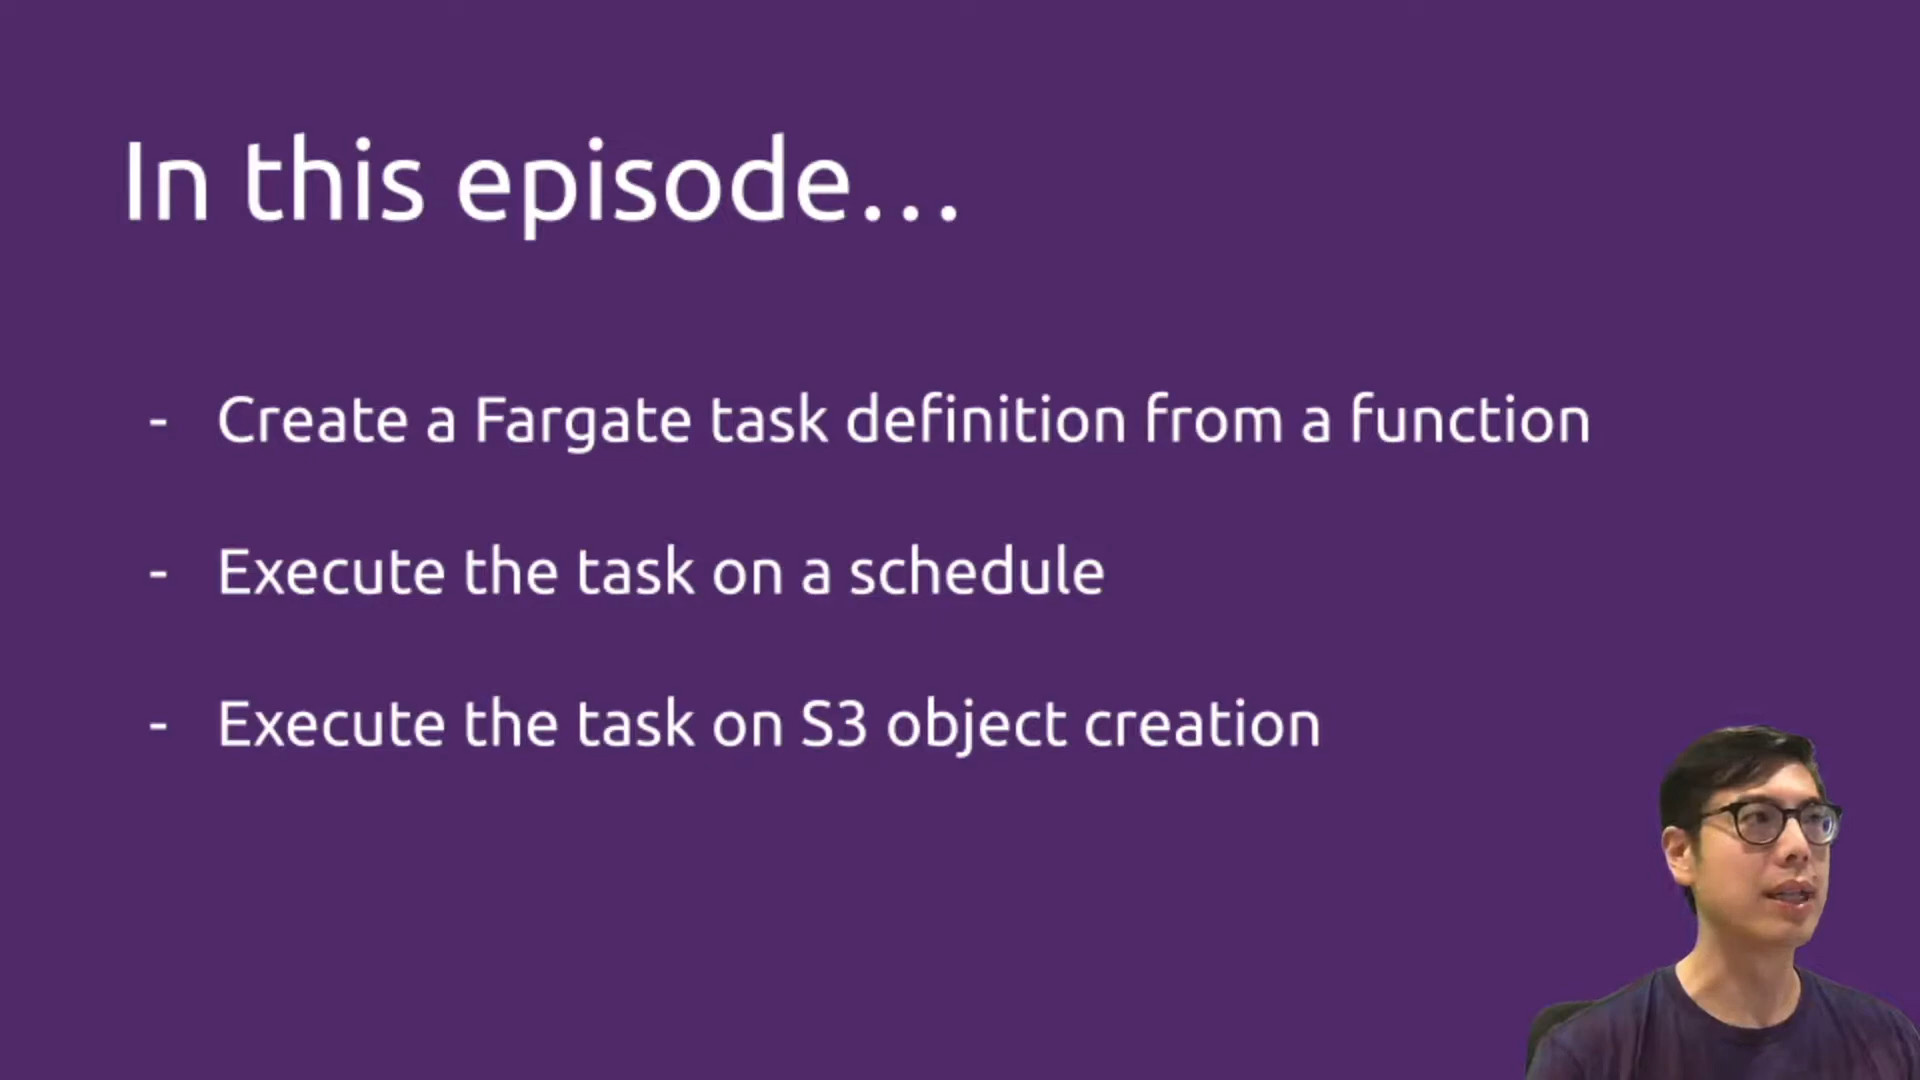 In this episode...
- Create a Fargate task definition from a function
- Execute the task on a schedule
- Execute the task on S3 object creation